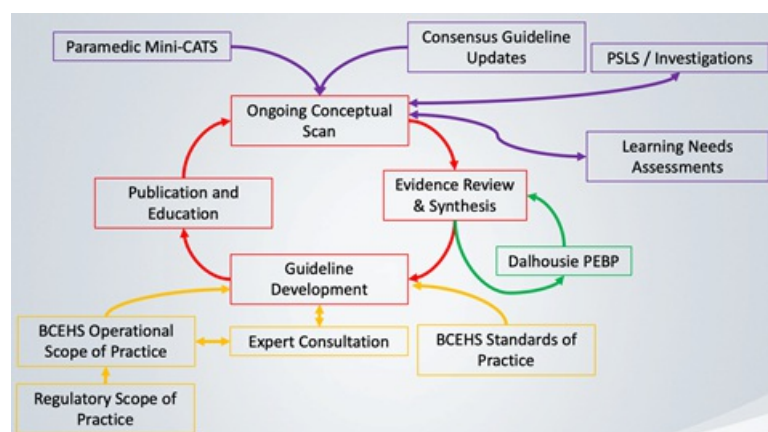 Paramedic Mini-CATS
Consensus Guideline
Updates
PSLS / Investigations
Ongoing Conceptual
Scan
Learning Needs
Assessments
Publication and
Education
Evidence Review
& Synthesis
Dalhousie PEBP
Guideline
Development
BCEHS Operational
Scope of Practice
Expert Consultation
BCEHS Standards of
Practice
Regulatory Scope of
Practice